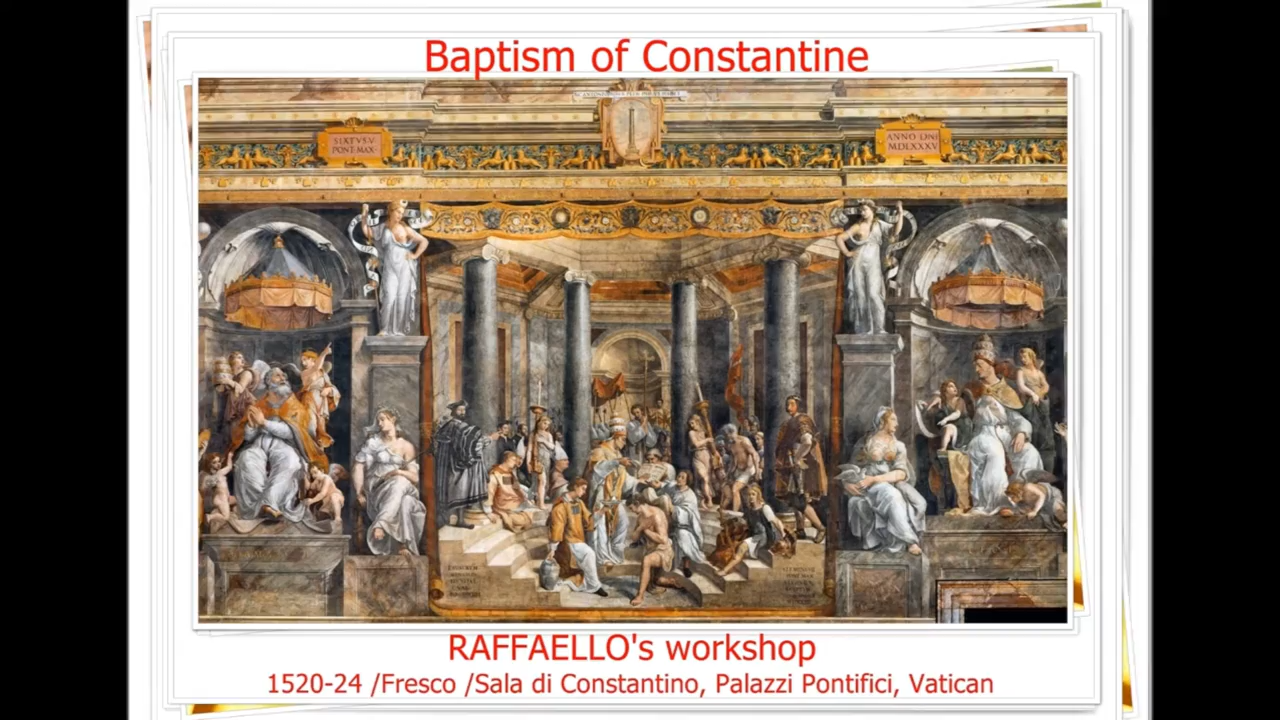 Baptism of Constantine
SIXTVS V
PONT MAX
ANNO DNI
MDLXXXV
RAFFAELLO's workshop
1520-24 /Fresco /Sala di Constantino, Palazzi Pontifici, Vatican